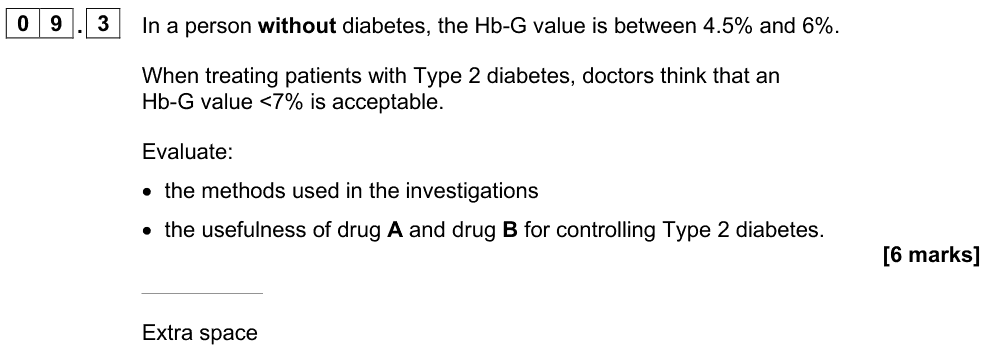 09.3 In a person without diabetes, the Hb-G value is between 4.5% and 6%.
When treating patients with Type 2 diabetes, doctors think that an
Hb-G value <7% is acceptable.
Evaluate:
• the methods used in the investigations
• the usefulness of drug A and drug B for controlling Type 2 diabetes.
[6 marks]
Extra space